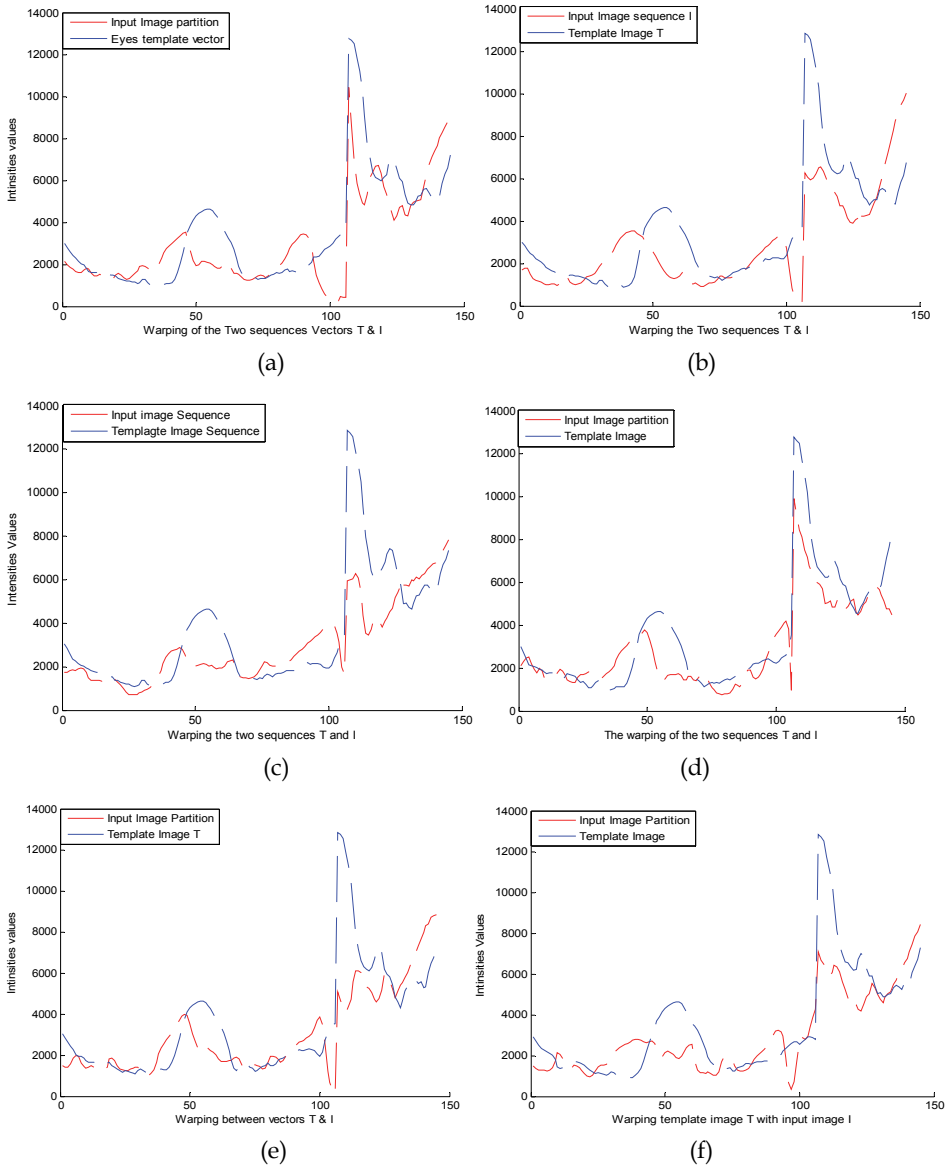 14000
12000
10000
8000
6000
4000
2000
0
Intinsities values
Input Image partition
Eyes template vector
0 50 100 150
Warping of the Two sequences Vectors T & I
(a)
14000
12000
10000
8000
6000
4000
2000
0
Input Image sequence I
Template Image T
0 50 100 150
Warping the Two sequences T & I
(b)
14000
12000
10000
8000
6000
4000
2000
0
Intensities Values
Input image Sequence
Templagte Image Sequence
0 50 100 150
Warping the two sequences T and I
(c)
14000
12000
10000
8000
6000
4000
2000
0
Input Image partition
Template Image
0 50 100 150
The warping of the two sequences T and I
(d)
14000
12000
10000
8000
6000
4000
2000
0
Intinsities values
Input Image Partition
Template Image T
0 50 100 150
Warping between vectors T & I
(e)
14000
12000
10000
8000
6000
4000
2000
0
Intinsities Values
Input Image Partition
Template Image
0 50 100 150
Warping template image T with input image I
(f)